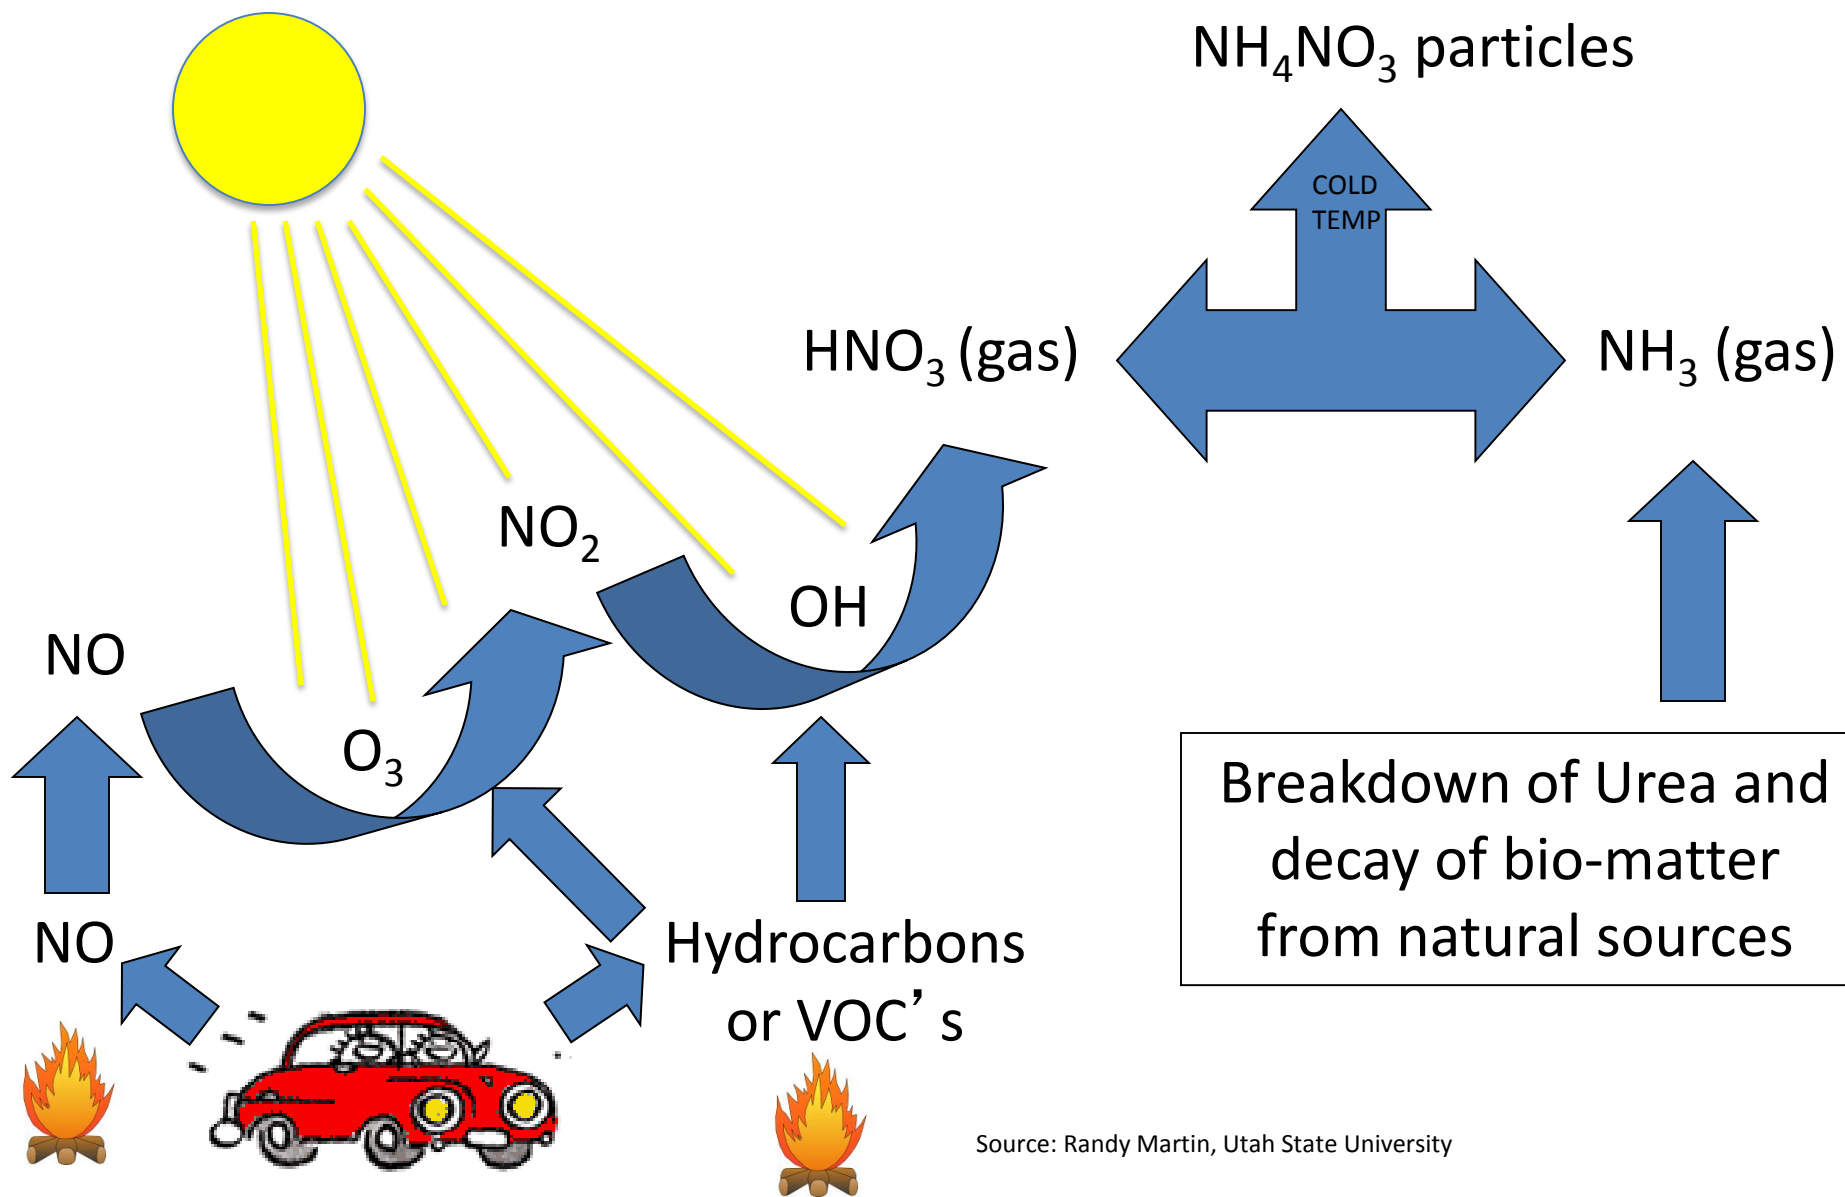 NH₄NO₃ particles
COLD
TEMP
HNO₃ (gas)
NH₃ (gas)
NO₂
OH
NO
O₃
Breakdown of Urea and
decay of bio-matter
from natural sources
NO
Hydrocarbons
or VOC’s
Source: Randy Martin, Utah State University